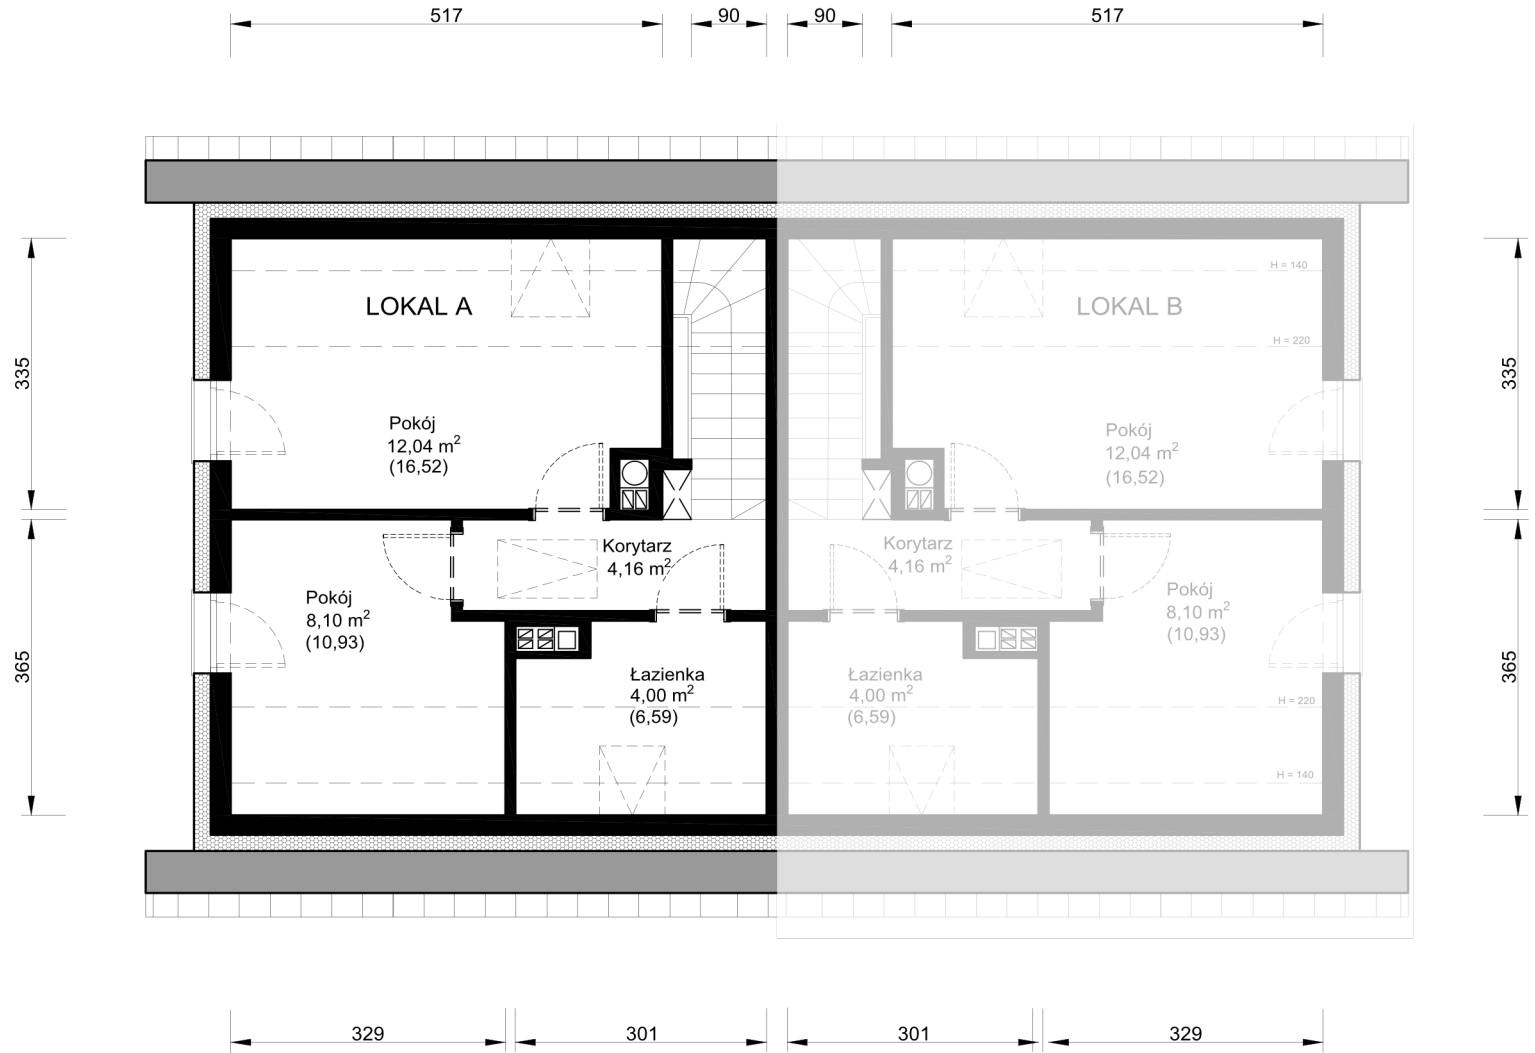 517 90 90 517
H = 140
LOKAL A LOKAL B
H = 220
335 335
Pokój
12,04 m²
(16,52)
Pokój
12,04 m²
(16,52)
Korytarz
4,16 m²
Korytarz
4,16 m²
Pokój
8,10 m²
(10,93)
Pokój
8,10 m²
(10,93)
365 365
Łazienka
4,00 m²
(6,59)
Łazienka
4,00 m²
(6,59)
H = 220
H = 140
329 301 301 329